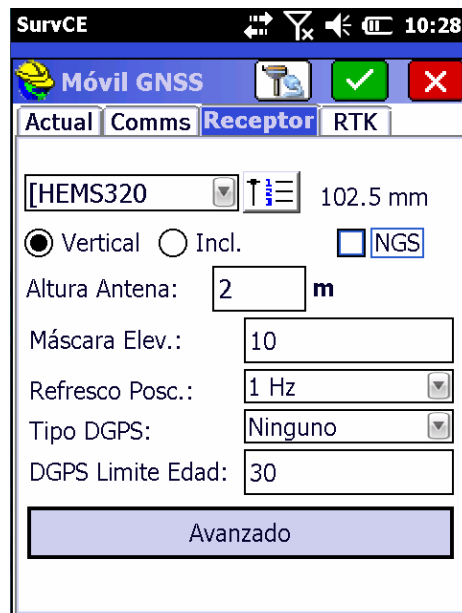 SurvCE 10:28
Móvil GNSS
Actual Comms Receptor RTK
[HEMS320 102.5 mm
Vertical Incl. NGS
Altura Antena: 2 m
Máscara Elev.: 10
Refresco Posc.: 1 Hz
Tipo DGPS: Ninguno
DGPS Limite Edad: 30
Avanzado